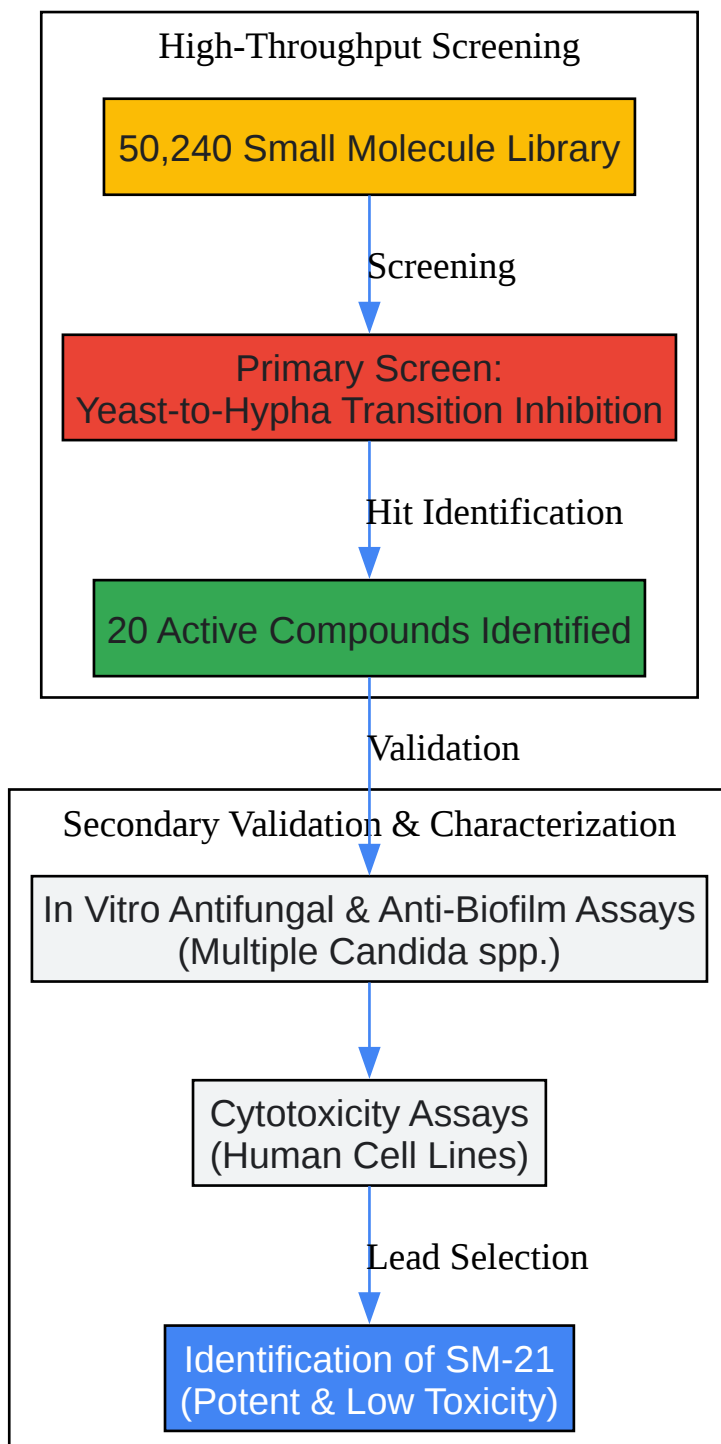 High-Throughput Screening
50,240 Small Molecule Library
Screening
Primary Screen:
Yeast-to-Hypha Transition Inhibition
Hit Identification
20 Active Compounds Identified
Validation
Secondary Validation & Characterization
In Vitro Antifungal & Anti-Biofilm Assays
(Multiple Candida spp.)
Cytotoxicity Assays
(Human Cell Lines)
Lead Selection
Identification of SM-21
(Potent & Low Toxicity)